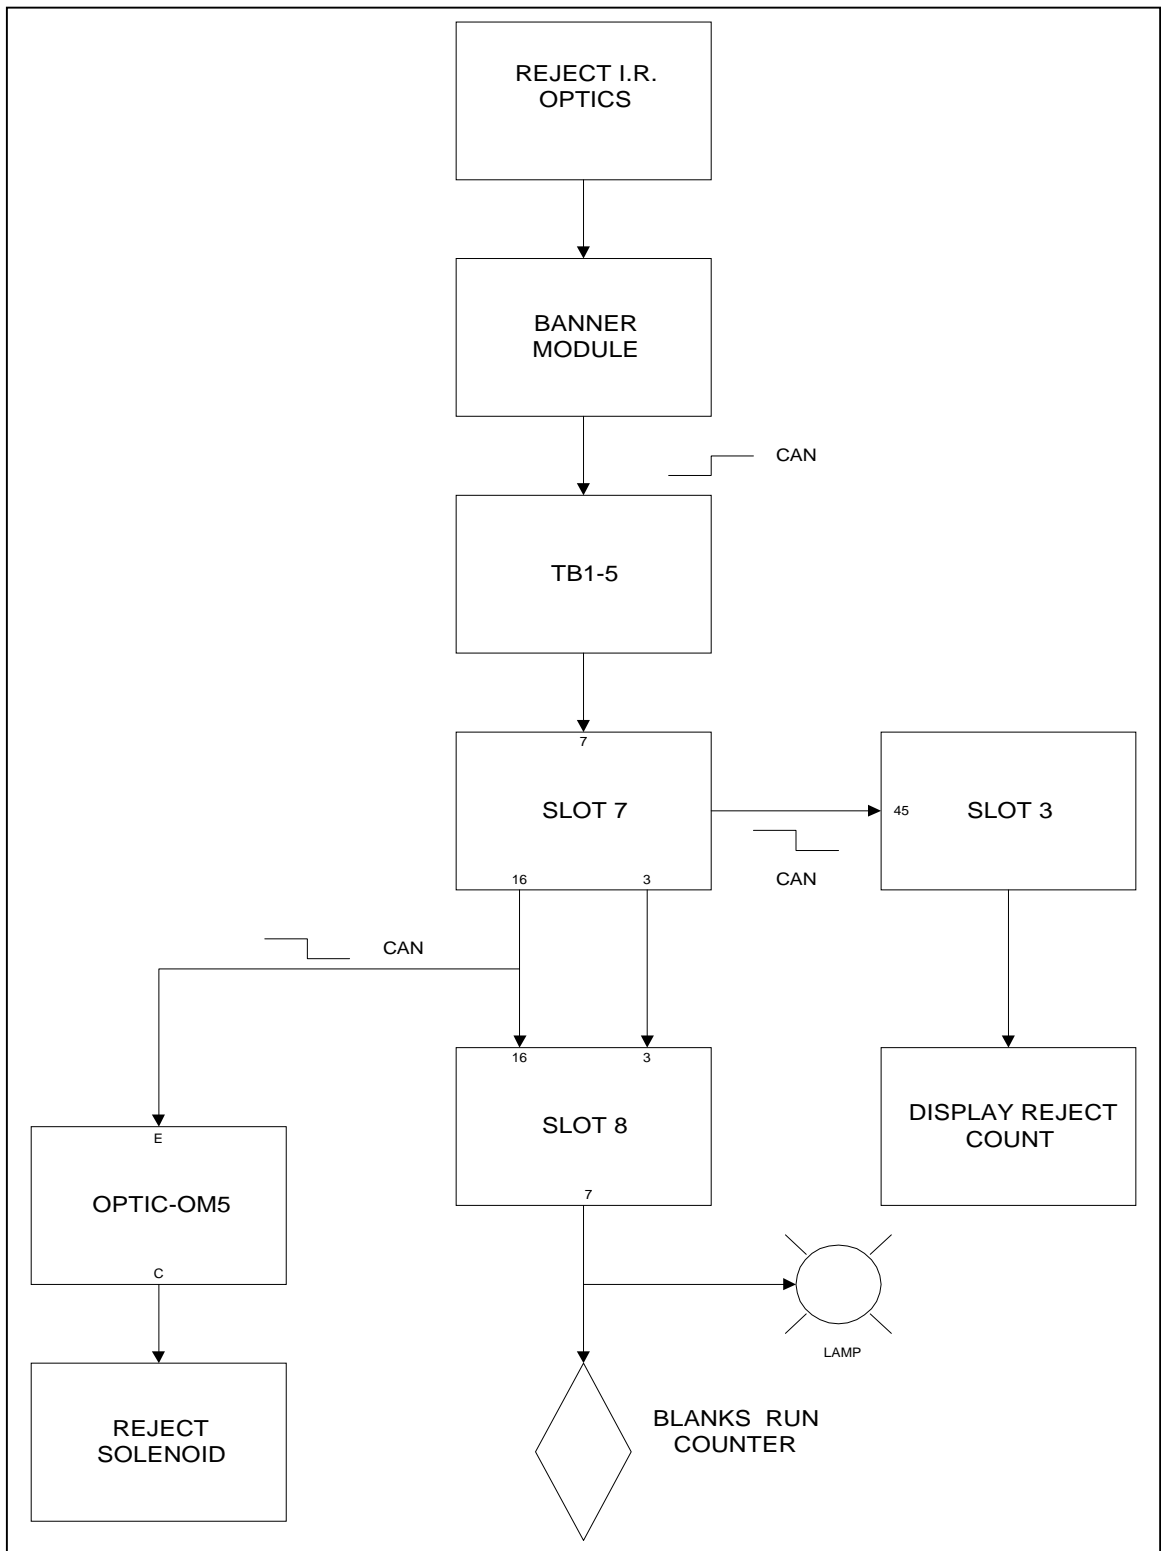 REJECT I.R.
OPTICS
BANNER
MODULE
CAN
TB1-5
7
SLOT 7
16
3
45
SLOT 3
CAN
CAN
16
3
SLOT 8
7
DISPLAY REJECT
COUNT
E
OPTIC-OM5
C
LAMP
REJECT
SOLENOID
BLANKS RUN
COUNTER